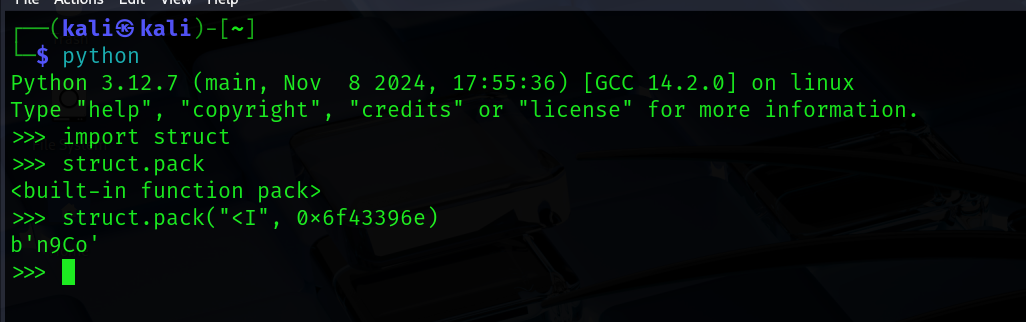 File Actions Edit View Help
┌──(kali㉿kali)-[~]
└─$ python
Python 3.12.7 (main, Nov  8 2024, 17:55:36) [GCC 14.2.0] on linux
Type "help", "copyright", "credits" or "license" for more information.
>>> import struct
>>> struct.pack
<built-in function pack>
>>> struct.pack("<I", 0x6f43396e)
b'n9Co'
>>>